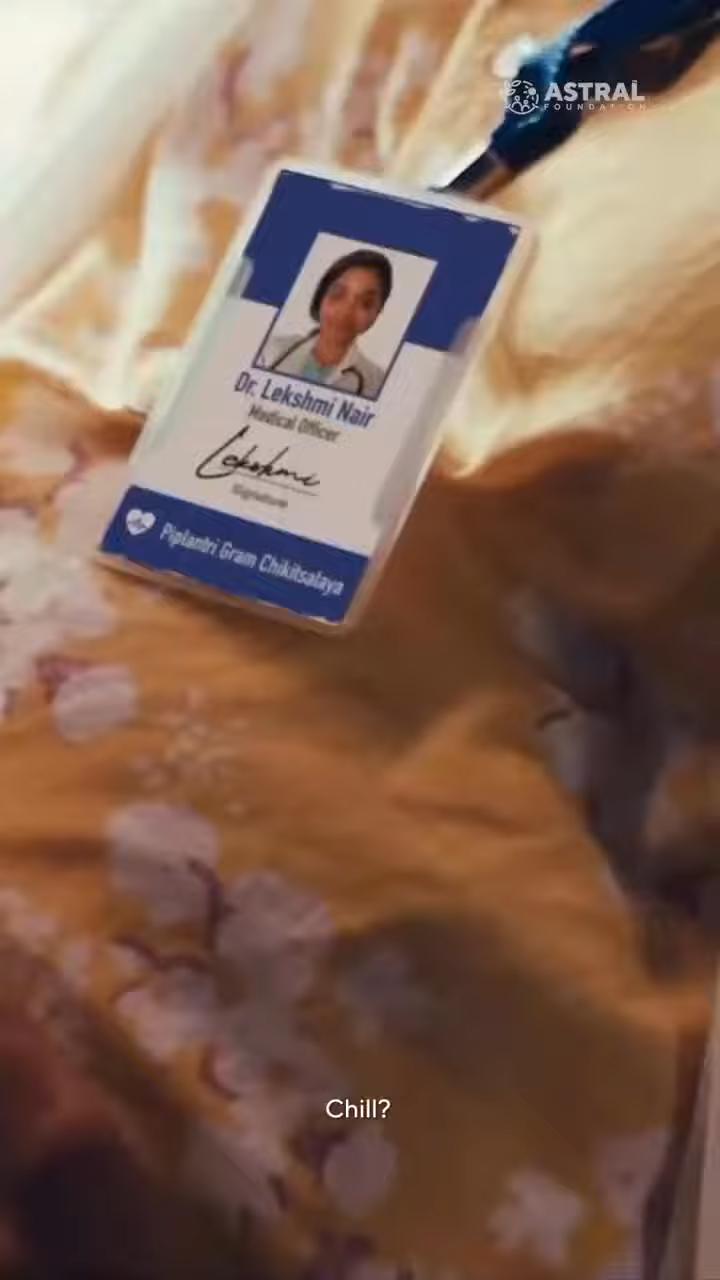 ASTRAL
FOUNDATION
Dr. Lekshmi Nair
Medical Officer
Lekshmi
Signature
Piplantri Gram Chikitsalaya
Chill?